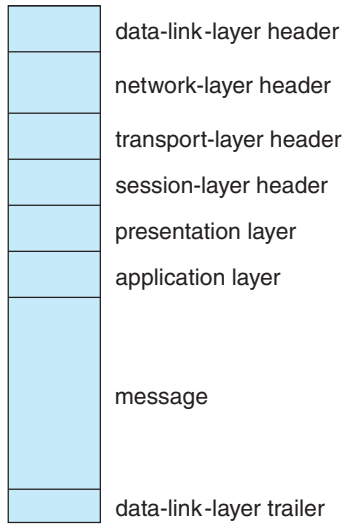 data-link-layer header
network-layer header
transport-layer header
session-layer header
presentation layer
application layer
message
data-link-layer trailer